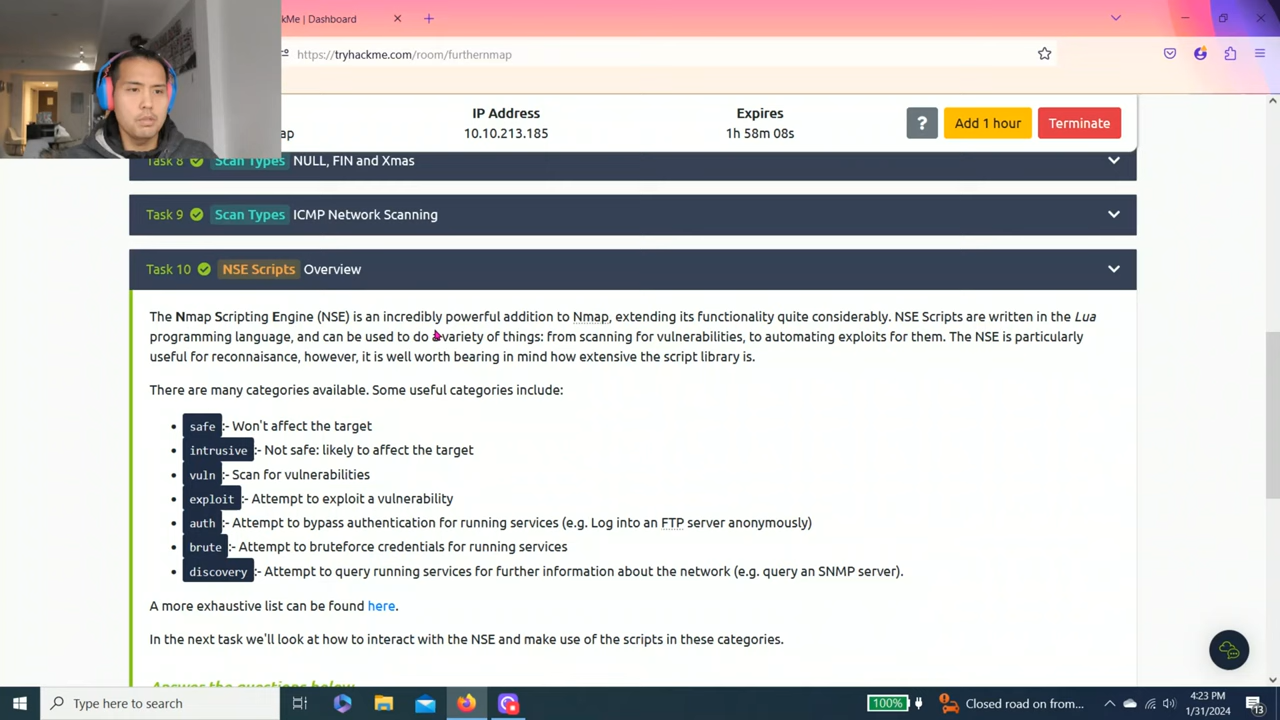 kMe | Dashboard
https://tryhackme.com/room/furthernmap
IP Address
Expires
ap
10.10.213.185
1h 58m 08s
?
Add 1 hour
Terminate
Task 8 Scan Types NULL, FIN and Xmas
Task 9 Scan Types ICMP Network Scanning
Task 10 NSE Scripts Overview
The Nmap Scripting Engine (NSE) is an incredibly powerful addition to Nmap, extending its functionality quite considerably. NSE Scripts are written in the Lua
programming language, and can be used to do a variety of things: from scanning for vulnerabilities, to automating exploits for them. The NSE is particularly
useful for reconnaisance, however, it is well worth bearing in mind how extensive the script library is.
There are many categories available. Some useful categories include:
• safe :- Won't affect the target
• intrusive :- Not safe: likely to affect the target
• vuln :- Scan for vulnerabilities
• exploit :- Attempt to exploit a vulnerability
• auth :- Attempt to bypass authentication for running services (e.g. Log into an FTP server anonymously)
• brute :- Attempt to bruteforce credentials for running services
• discovery :- Attempt to query running services for further information about the network (e.g. query an SNMP server).
A more exhaustive list can be found here.
In the next task we'll look at how to interact with the NSE and make use of the scripts in these categories.
Answer the questions below
Type here to search
100%
Closed road on from...
4:23 PM
1/31/2024
13